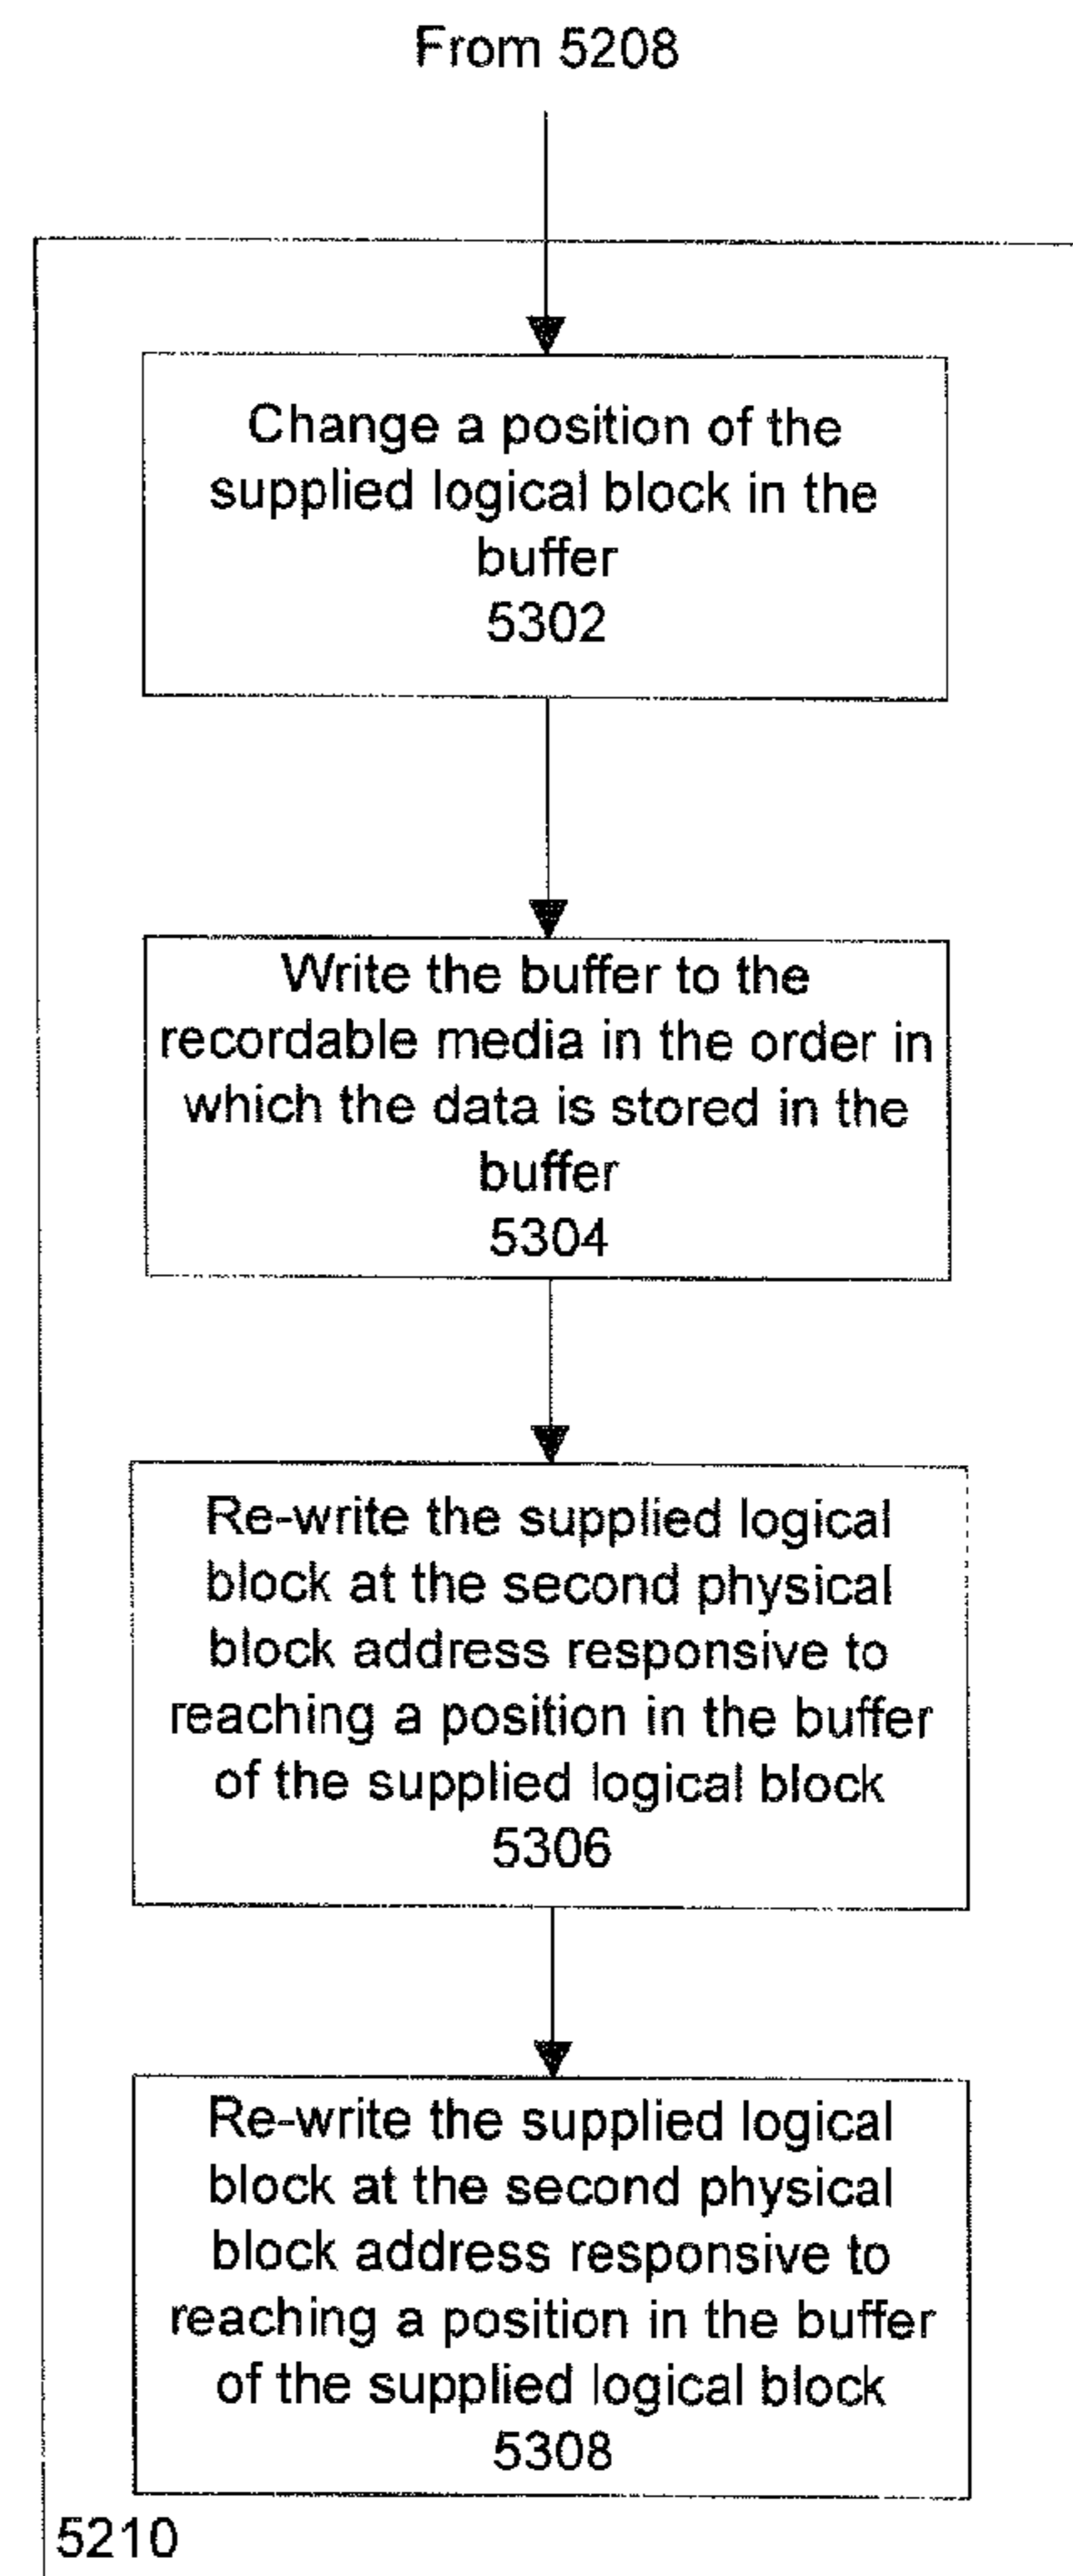 From 5208
Change a position of the
supplied logical block in the
buffer
5302
Write the buffer to the
recordable media in the order in
which the data is stored in the
buffer
5304
Re-write the supplied logical
block at the second physical
block address responsive to
reaching a position in the buffer
of the supplied logical block
5306
Re-write the supplied logical
block at the second physical
block address responsive to
reaching a position in the buffer
of the supplied logical block
5308
5210